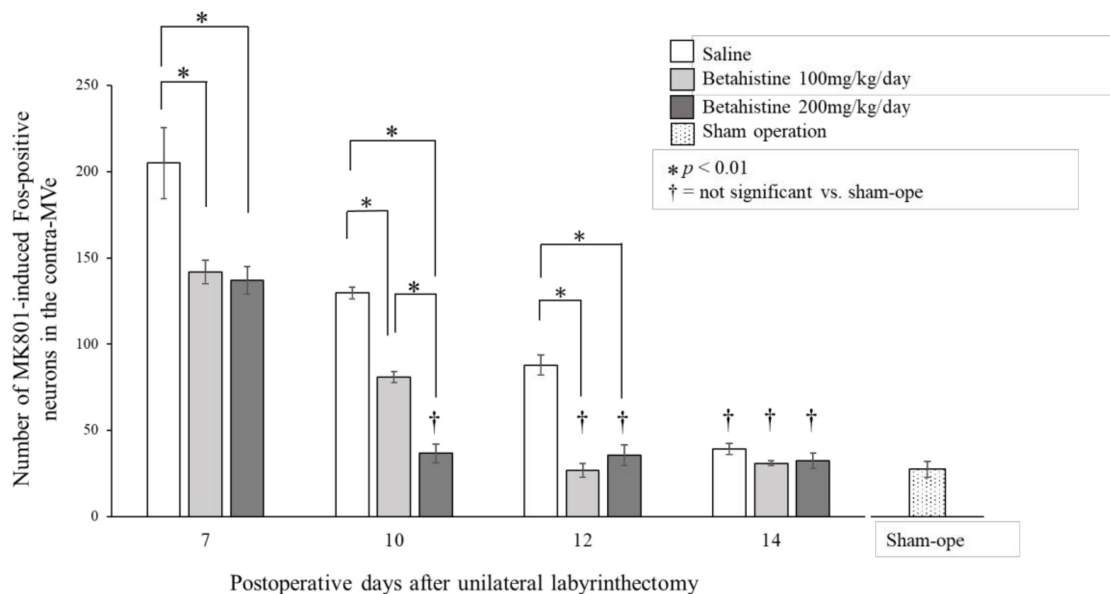 Number of MK801-induced Fos-positive
neurons in the contra-MVe
250
200
150
100
50
0
*
*
*
*
*
*
*
†
†
†
†
†
†
7
10
12
14
Sham-ope
Postoperative days after unilateral labyrinthectomy
Saline
Betahistine 100mg/kg/day
Betahistine 200mg/kg/day
Sham operation
* p < 0.01
† = not significant vs. sham-ope